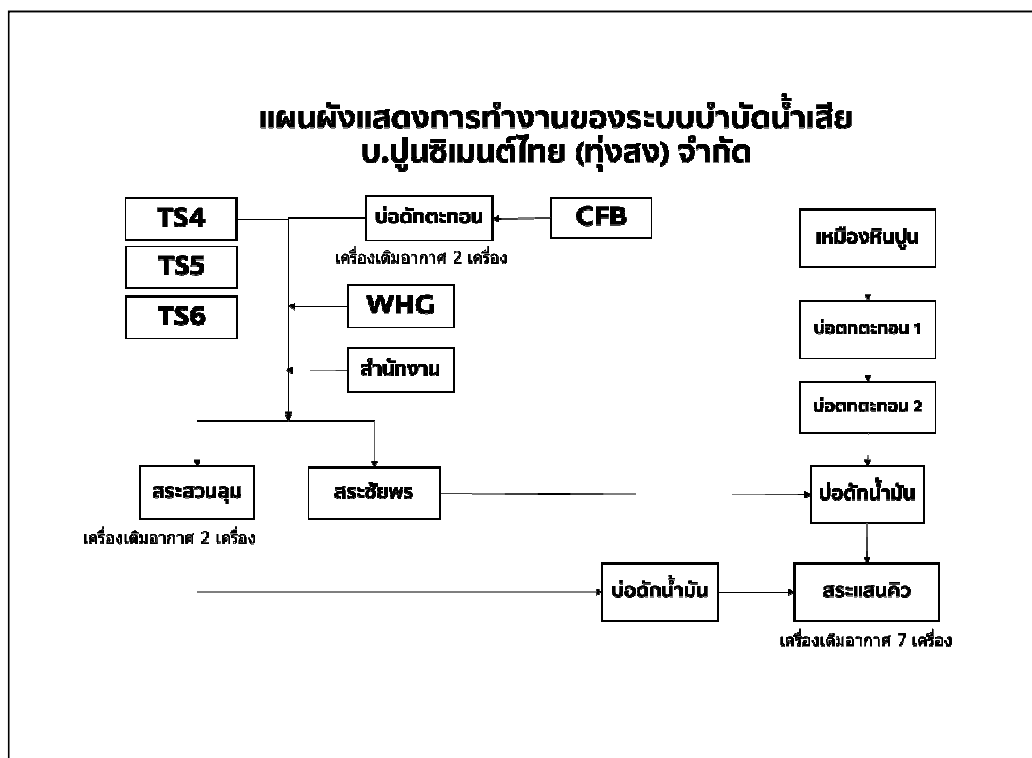 แผนผังแสดงการทำงานของระบบบำบัดน้ำเสีย
บ.ปูนซิเมนต์ไทย (ทุ่งสง) จำกัด
TS4
บ่อดักตะกอน
CFB
เหมืองหินปูน
เครื่องเติมอากาศ 2 เครื่อง
TS5
TS6
WHG
บ่อตกตะกอน 1
สำนักงาน
บ่อตกตะกอน 2
สระสวนลุม
สระชัยพร
บ่อดักน้ำมัน
เครื่องเติมอากาศ 2 เครื่อง
บ่อดักน้ำมัน
สระแสนคิว
เครื่องเติมอากาศ 7 เครื่อง